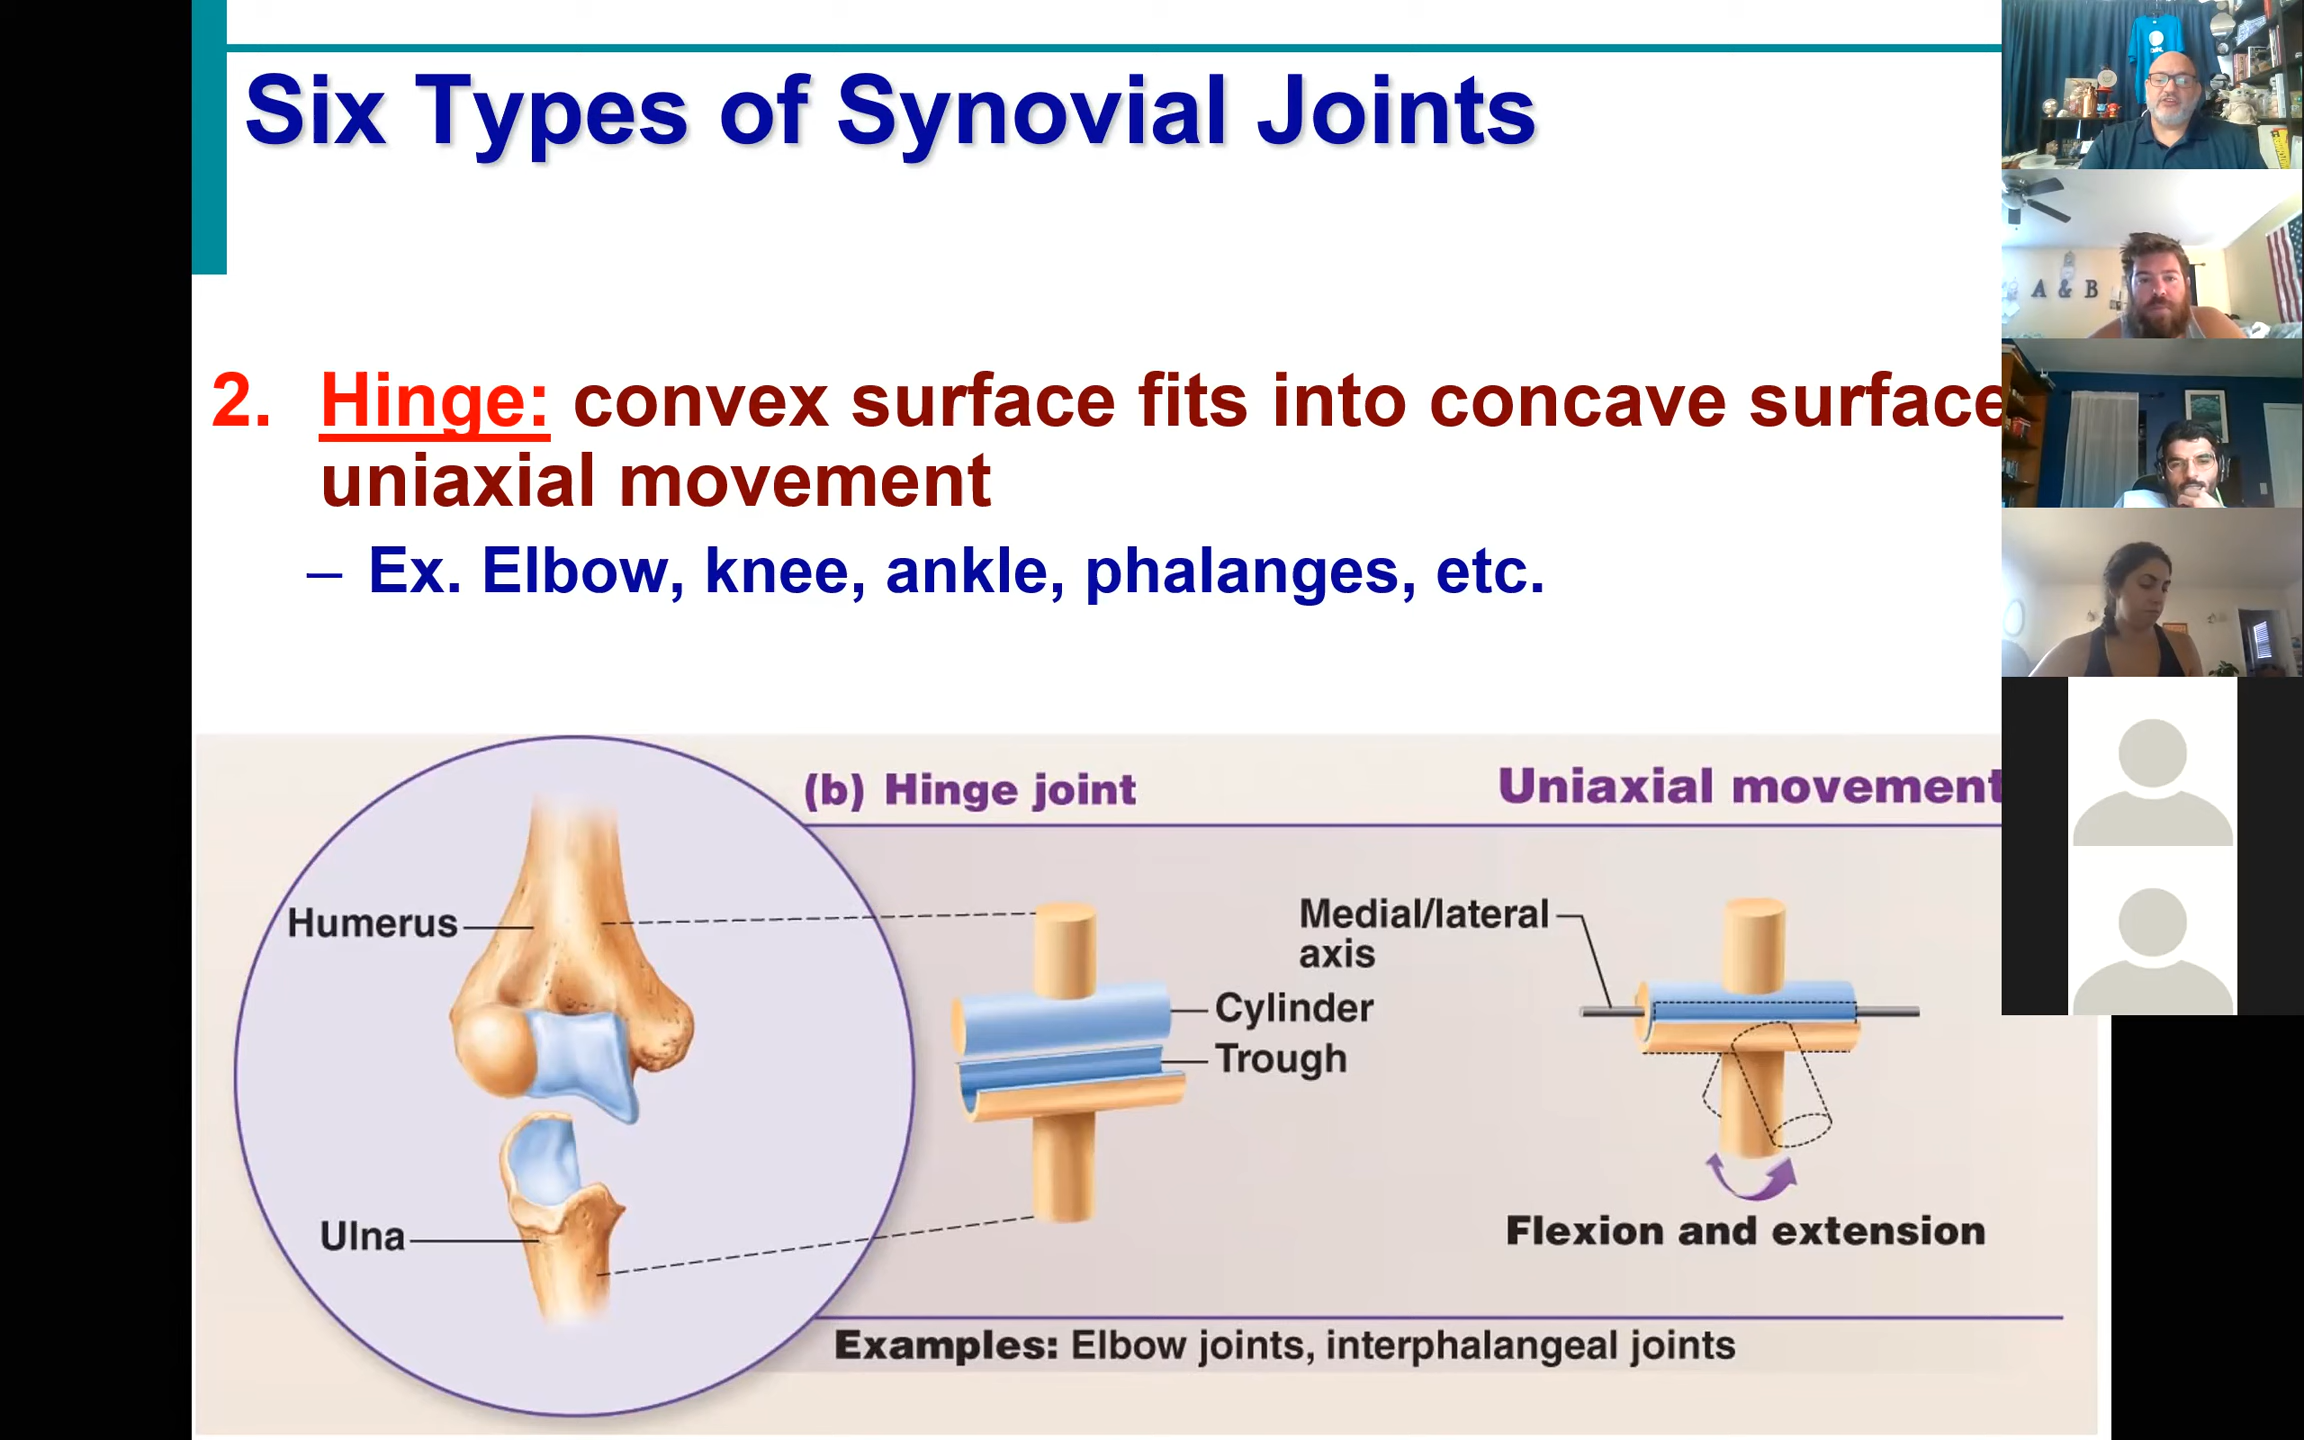 Six Types of Synovial Joints
2. Hinge: convex surface fits into concave surface
uniaxial movement
– Ex. Elbow, knee, ankle, phalanges, etc.
(b) Hinge joint
Uniaxial movement
Humerus
Medial/lateral
axis
Cylinder
Trough
Ulna
Flexion and extension
Examples: Elbow joints, interphalangeal joints
A & B